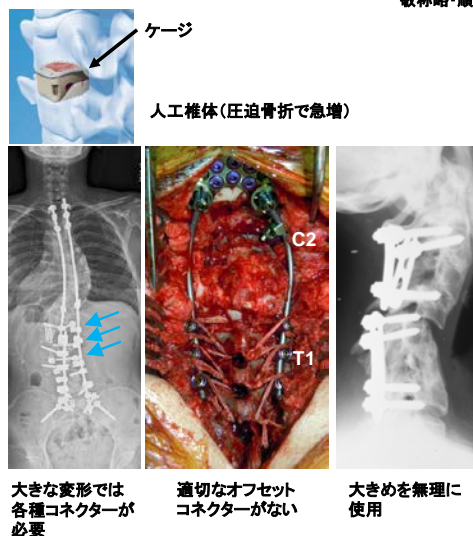 ケージ
人工椎体(圧迫骨折で急増)
C2
T1
大きな変形では
各種コネクターが
必要
適切なオフセット
コネクターがない
大きめを無理に
使用